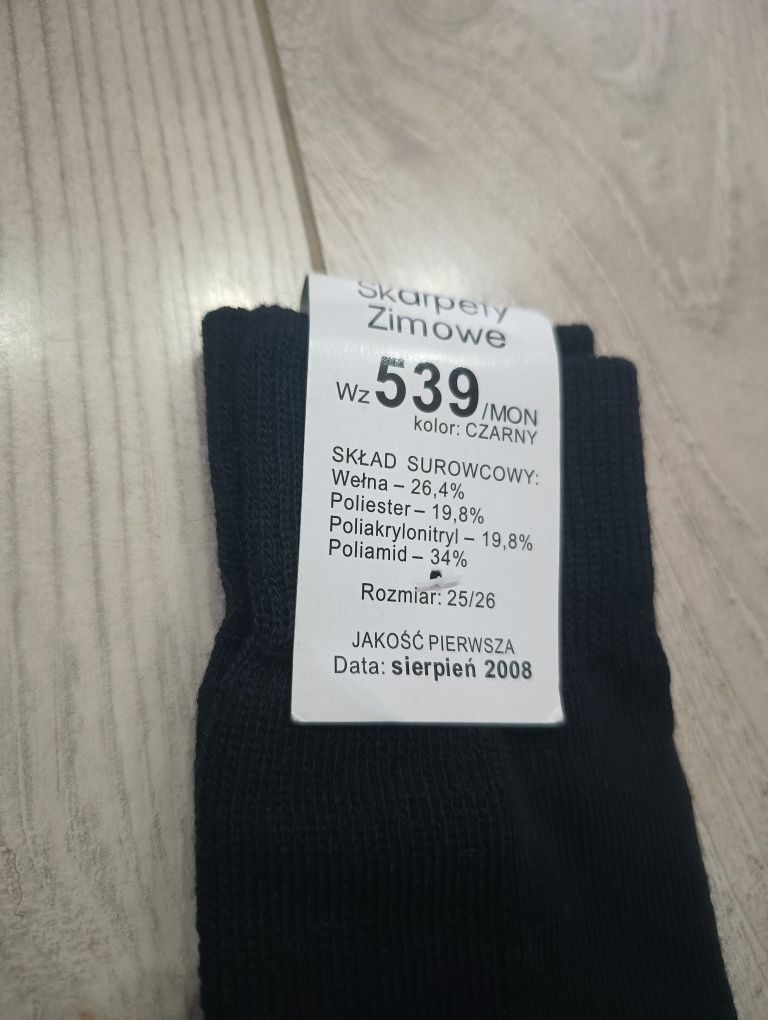 Skarpety
Zimowe
Wz 539/MON
kolor: CZARNY
SKŁAD SUROWCOWY:
Wełna – 26,4%
Poliester – 19,8%
Poliakrylonitryl – 19,8%
Poliamid – 34%
Rozmiar: 25/26
JAKOŚĆ PIERWSZA
Data: sierpień 2008